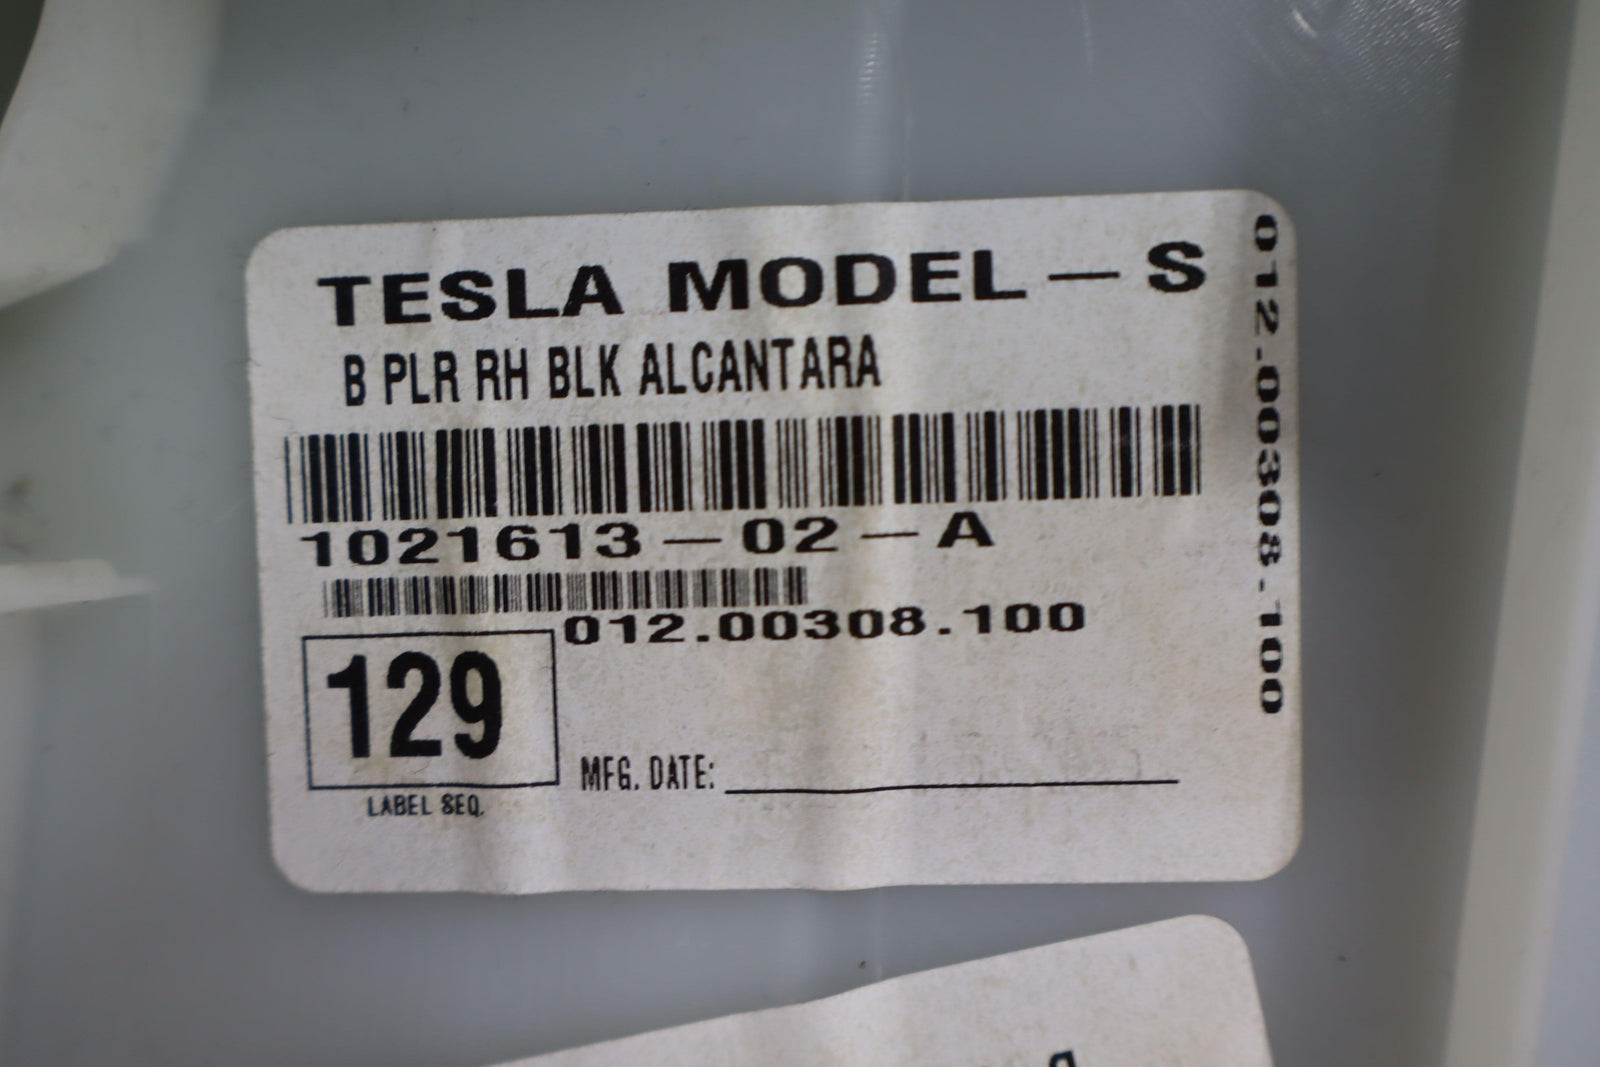 TESLA MODEL – S
B PLR RH BLK ALCANTARA
1021613 – 02 – A
012.00308.100
129
LABEL SEQ.
MFG. DATE:
012.00308.100